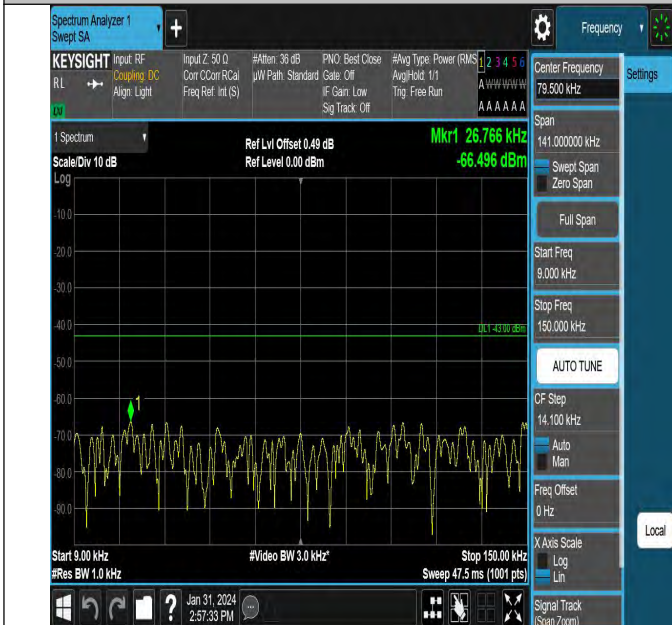 Spectrum Analyzer 1
Swept SA
+
Frequency
KEYSIGHT
RL
Input: RF
Coupling: DC
Align: Light
Input Z: 50 Ω
Corr CCorr RCal
Freq Ref: Int (S)
#Atten: 36 dB
µW Path: Standard
PNO: Best Close
Gate: Off
IF Gain: Low
Sig Track: Off
#Avg Type: Power (RMS
Avg|Hold: 1/1
Trig: Free Run
1 2 3 4 5 6
A W W W W W
A A A A A A
1 Spectrum
Scale/Div 10 dB
Log
Ref Lvl Offset 0.49 dB
Ref Level 0.00 dBm
Mkr1 26.766 kHz
-66.496 dBm
-10.0
-20.0
-30.0
-40.0
DL1 -43.00 dBm
-50.0
-60.0
1
-70.0
-80.0
-90.0
Start 9.00 kHz
#Res BW 1.0 kHz
#Video BW 3.0 kHz*
Stop 150.00 kHz
Sweep 47.5 ms (1001 pts)
?
Jan 31, 2024
2:57:33 PM
Center Frequency
79.500 kHz
Settings
Span
141.000000 kHz
Swept Span
Zero Span
Full Span
Start Freq
9.000 kHz
Stop Freq
150.000 kHz
AUTO TUNE
CF Step
14.100 kHz
Auto
Man
Freq Offset
0 Hz
X Axis Scale
Log
Lin
Local
Signal Track
(Span Zoom)